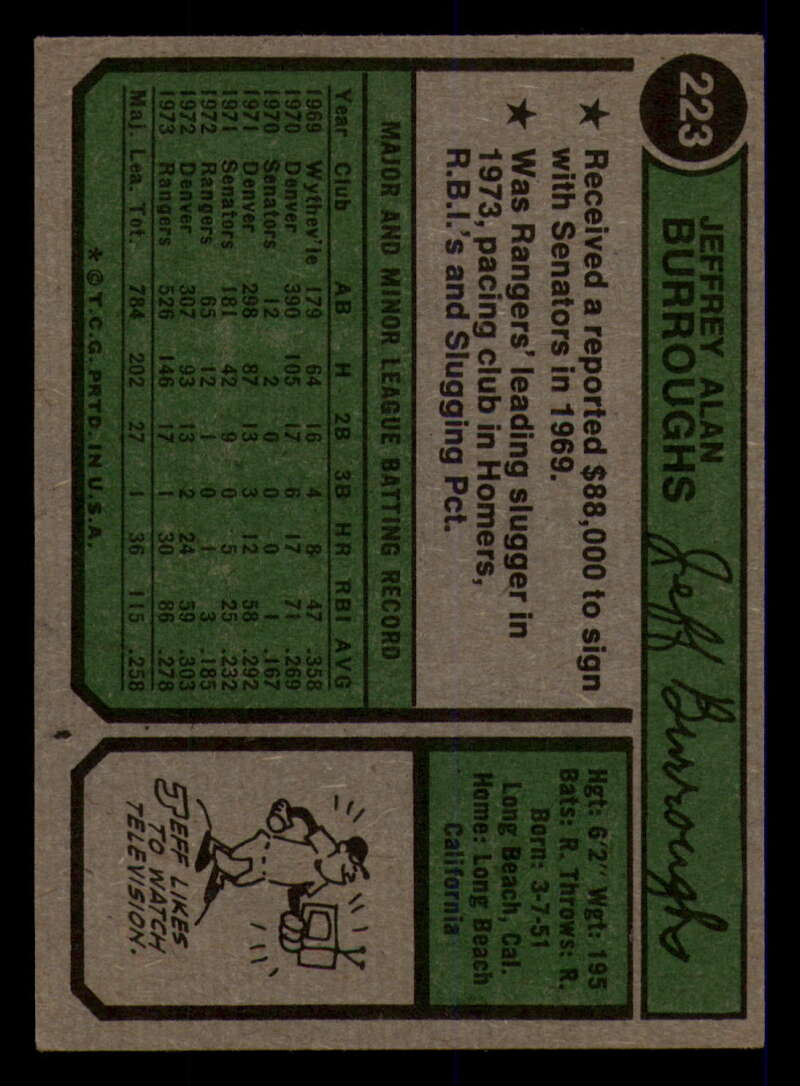 223
JEFFREY ALAN
BURROUGHS
Jeff Burroughs
★ Received a reported $88,000 to sign
with Senators in 1969.
★ Was Rangers' leading slugger in
1973, pacing club in Homers,
R.B.I.'s and Slugging Pct.
Hgt: 6'2" Wgt: 195
Bats: R. Throws: R.
Born: 3-7-51
Long Beach, Cal.
Home: Long Beach
California
MAJOR AND MINOR LEAGUE BATTING RECORD
Year Club AB H 2B 3B HR RBI AVG
1969 Wythev'le 179 64 16 4 8 47 .358
1970 Denver 390 105 17 6 17 71 .269
1970 Senators 12 2 0 0 0 1 .167
1971 Denver 298 87 13 3 12 58 .292
1971 Senators 181 42 9 0 5 25 .232
1972 Rangers 65 12 1 0 1 3 .185
1972 Denver 307 93 13 2 24 59 .303
1973 Rangers 526 146 17 1 30 86 .278
Maj. Lea. Tot. 784 202 27 1 36 115 .258
* © T.C.G. PRTD. IN U.S.A.
JEFF LIKES
TO WATCH
TELEVISION.